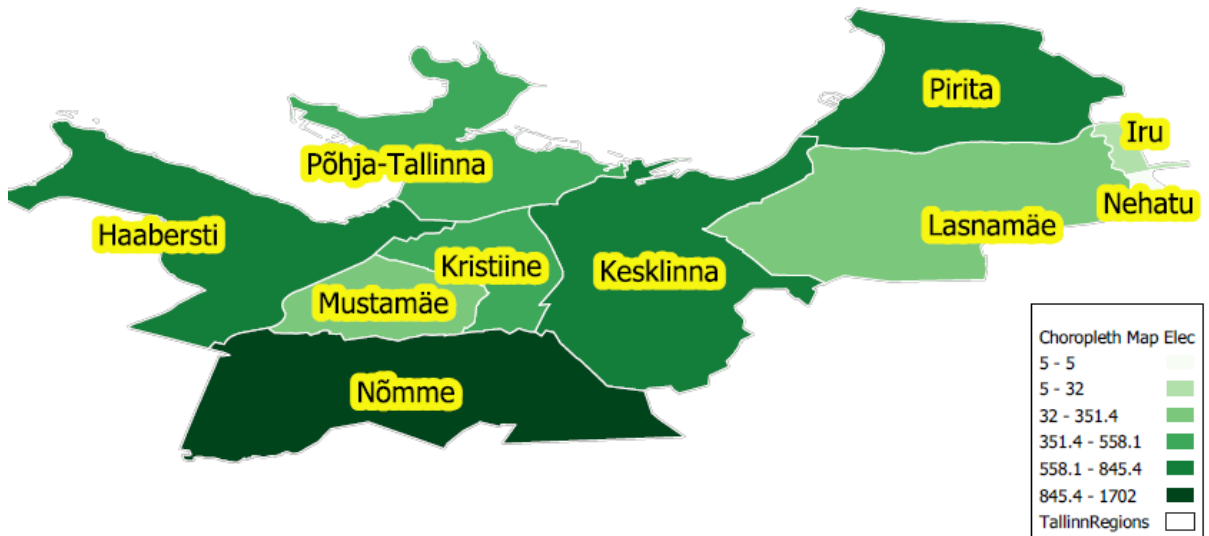 Pirita
Iru
Põhja-Tallinna
Nehatu
Haabersti
Lasnamäe
Kristiine
Kesklinna
Mustamäe
Nõmme
Choropleth Map Elec
5 - 5
5 - 32
32 - 351.4
351.4 - 558.1
558.1 - 845.4
845.4 - 1702
TallinnRegions